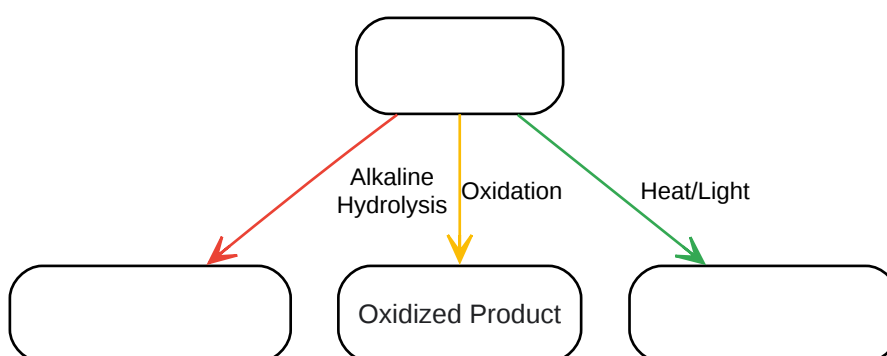 Alkaline
Hydrolysis
Oxidation
Heat/Light
Oxidized Product